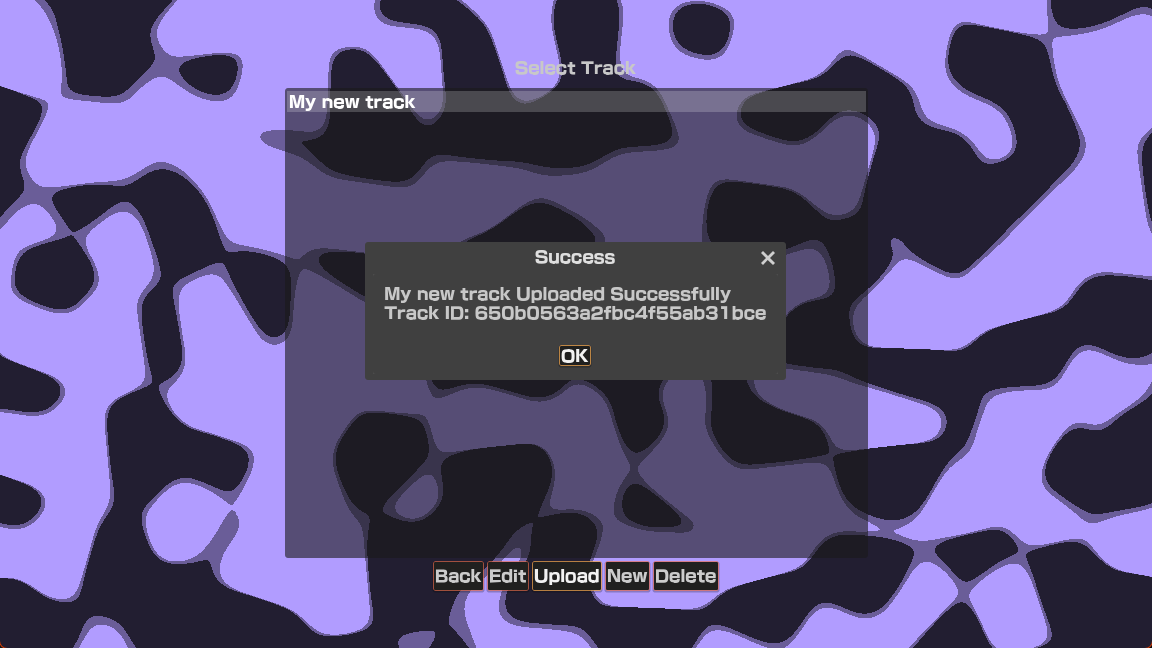 Select Track
My new track
Success
My new track Uploaded Successfully
Track ID: 650b0563a2fbc4f55ab31bce
OK
Back Edit Upload New Delete